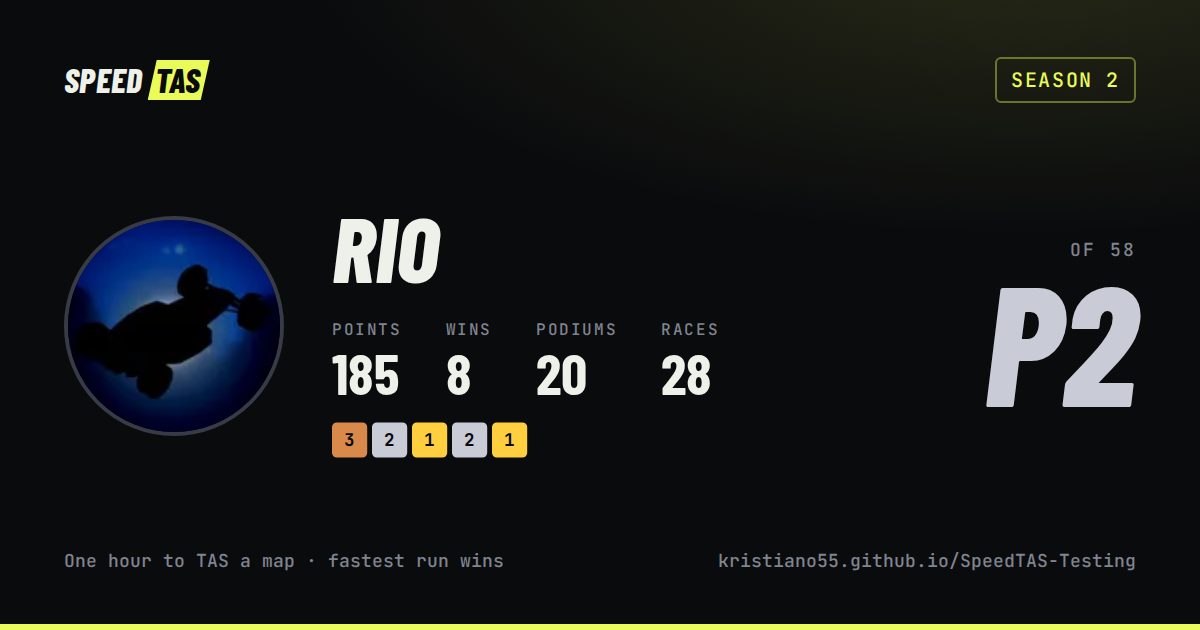 SPEED TAS
SEASON 2
RIO
OF 58
P2
POINTS WINS PODIUMS RACES
185 8 20 28
3 2 1 2 1
One hour to TAS a map · fastest run wins
kristiano55.github.io/SpeedTAS-Testing